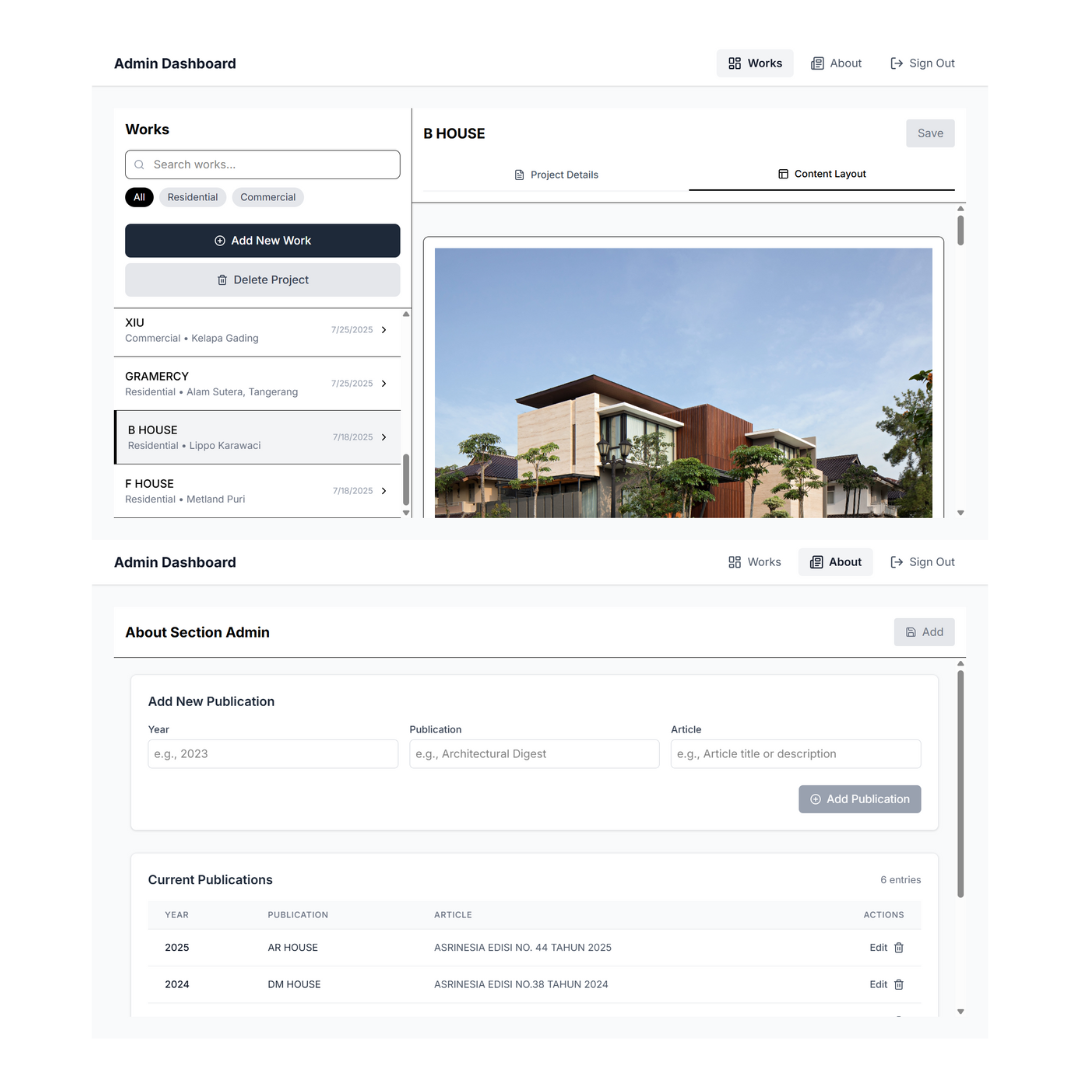 Admin Dashboard
Works
About
Sign Out
Works
Search works...
All
Residential
Commercial
Add New Work
Delete Project
XIU
Commercial • Kelapa Gading
7/25/2025
GRAMERCY
Residential • Alam Sutera, Tangerang
7/25/2025
B HOUSE
Residential • Lippo Karawaci
7/18/2025
F HOUSE
Residential • Metland Puri
7/18/2025
B HOUSE
Save
Project Details
Content Layout
Admin Dashboard
Works
About
Sign Out
About Section Admin
Add
Add New Publication
Year
Publication
Article
e.g., 2023
e.g., Architectural Digest
e.g., Article title or description
Add Publication
Current Publications
6 entries
YEAR
PUBLICATION
ARTICLE
ACTIONS
2025
AR HOUSE
ASRINESIA EDISI NO. 44 TAHUN 2025
Edit
2024
DM HOUSE
ASRINESIA EDISI NO.38 TAHUN 2024
Edit